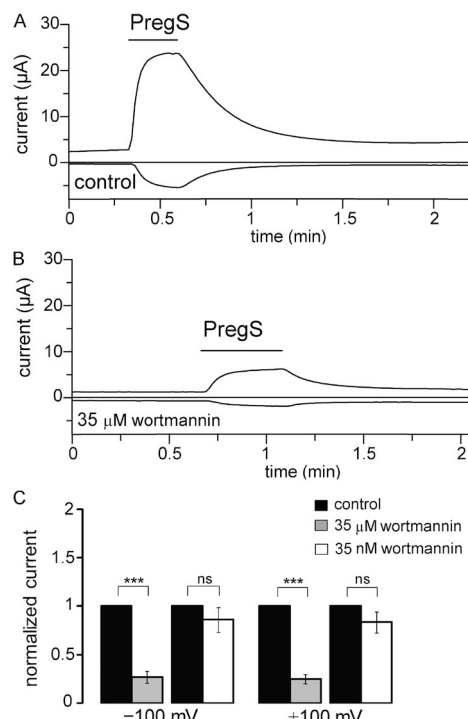 A
PregS
30
20
10
0
current (µA)
control
0
0.5
1
1.5
2
time (min)
B
30
20
10
0
current (µA)
PregS
35 µM wortmannin
0
0.5
1
1.5
2
time (min)
C
control
35 µM wortmannin
35 nM wortmannin
2
1.5
1
0.5
0
normalized current
***
ns
***
ns
−100 mV
+100 mV